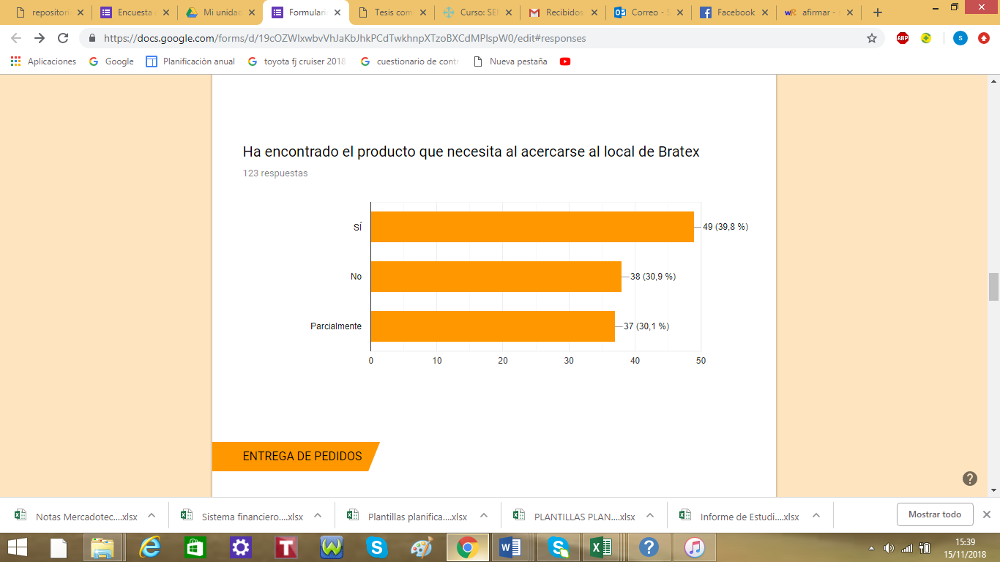 repositori
Encuesta
Mi unidad
Formulari
Tesis com
Curso: SE
Recibidos
Correo - S
Facebook
afirmar -
https://docs.google.com/forms/d/19cOZWIxwbvVhJaKbJhkPCdTwkhnpXTzoBXCdMPIspW0/edit#responses
ABP
S
Aplicaciones
Google
Planificaciòn anual
toyota fj cruiser 2018
cuestionario de cont
Nueva pestaña
Ha encontrado el producto que necesita al acercarse al local de Bratex
123 respuestas
SÍ
49 (39,8 %)
No
38 (30,9 %)
Parcialmente
37 (30,1 %)
0 10 20 30 40 50
ENTREGA DE PEDIDOS
Notas Mercadotec....xlsx
Sistema financiero....xlsx
Plantillas planifica....xlsx
PLANTILLAS PLAN....xlsx
Informe de Estudi....xlsx
Mostrar todo
15:39
15/11/2018